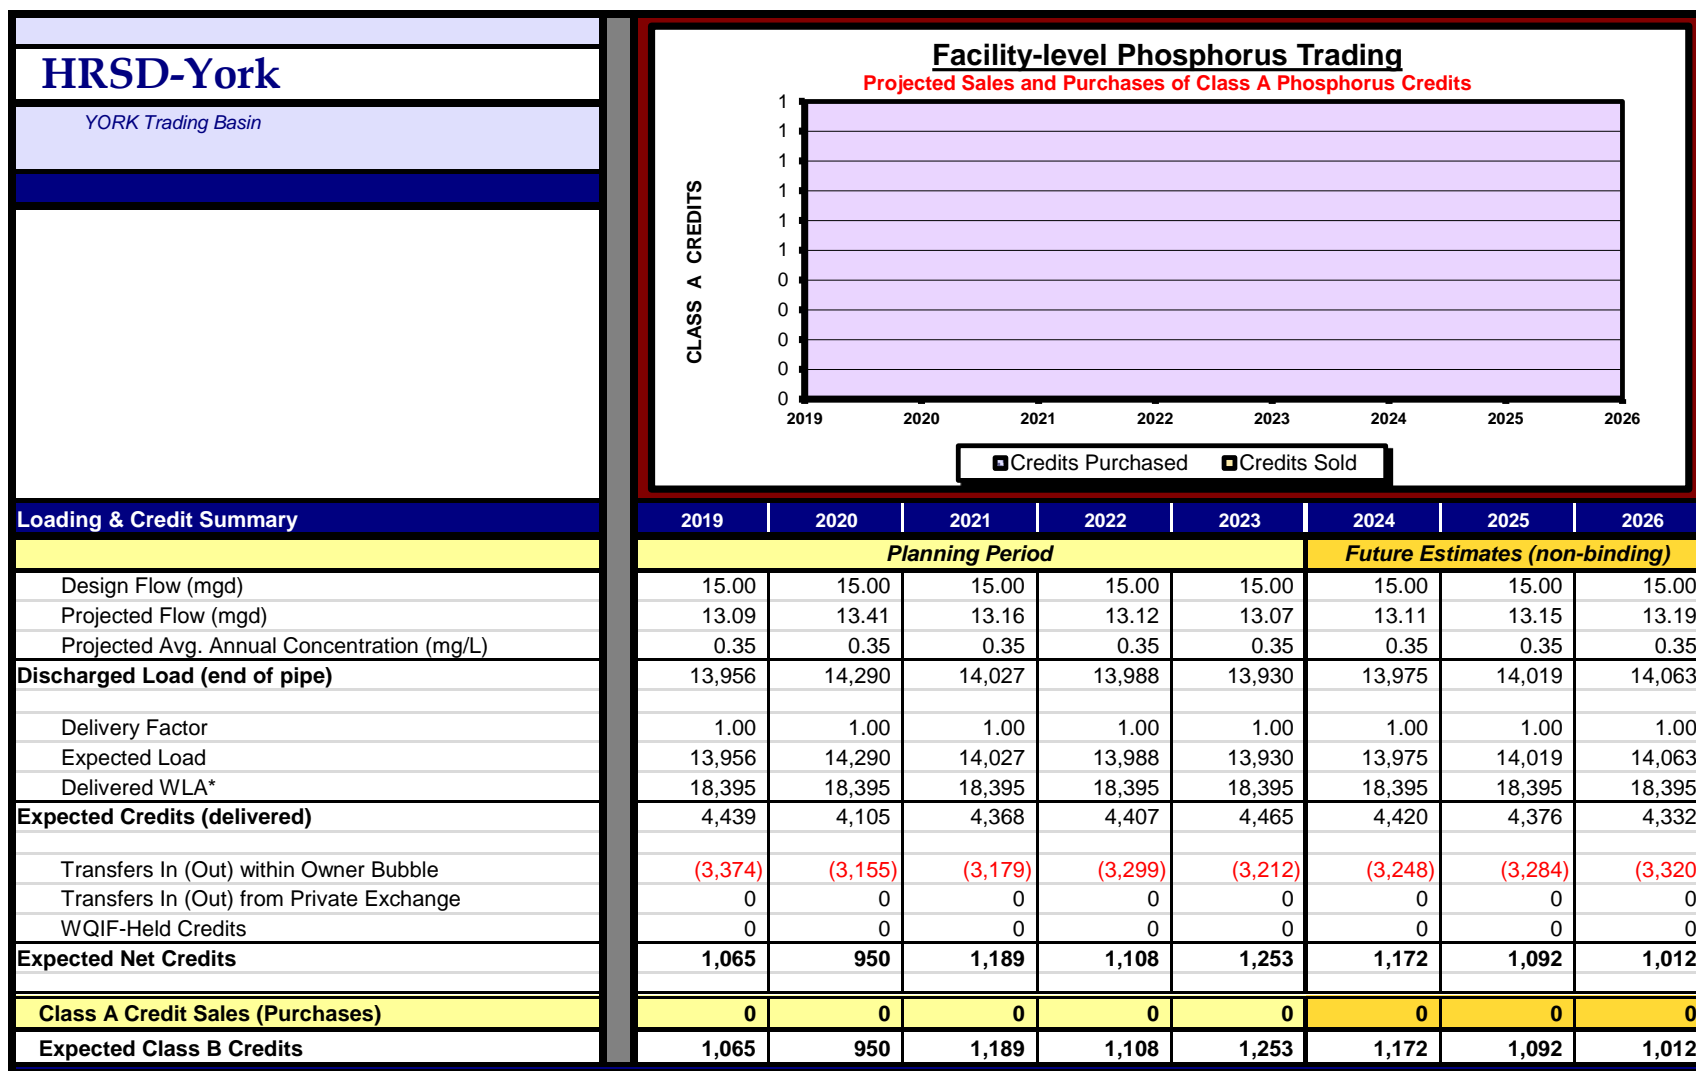 HRSD-York
YORK Trading Basin
Facility-level Phosphorus Trading
Projected Sales and Purchases of Class A Phosphorus Credits
CLASS A CREDITS
1
1
1
1
1
1
0
0
0
0
0
2019 2020 2021 2022 2023 2024 2025 2026
Credits Purchased Credits Sold
Loading & Credit Summary 2019 2020 2021 2022 2023 2024 2025 2026
Planning Period Future Estimates (non-binding)
Design Flow (mgd) 15.00 15.00 15.00 15.00 15.00 15.00 15.00 15.00
Projected Flow (mgd) 13.09 13.41 13.16 13.12 13.07 13.11 13.15 13.19
Projected Avg. Annual Concentration (mg/L) 0.35 0.35 0.35 0.35 0.35 0.35 0.35 0.35
Discharged Load (end of pipe) 13,956 14,290 14,027 13,988 13,930 13,975 14,019 14,063
Delivery Factor 1.00 1.00 1.00 1.00 1.00 1.00 1.00 1.00
Expected Load 13,956 14,290 14,027 13,988 13,930 13,975 14,019 14,063
Delivered WLA* 18,395 18,395 18,395 18,395 18,395 18,395 18,395 18,395
Expected Credits (delivered) 4,439 4,105 4,368 4,407 4,465 4,420 4,376 4,332
Transfers In (Out) within Owner Bubble (3,374) (3,155) (3,179) (3,299) (3,212) (3,248) (3,284) (3,320
Transfers In (Out) from Private Exchange 0 0 0 0 0 0 0 0
WQIF-Held Credits 0 0 0 0 0 0 0 0
Expected Net Credits 1,065 950 1,189 1,108 1,253 1,172 1,092 1,012
Class A Credit Sales (Purchases) 0 0 0 0 0 0 0 0
Expected Class B Credits 1,065 950 1,189 1,108 1,253 1,172 1,092 1,012